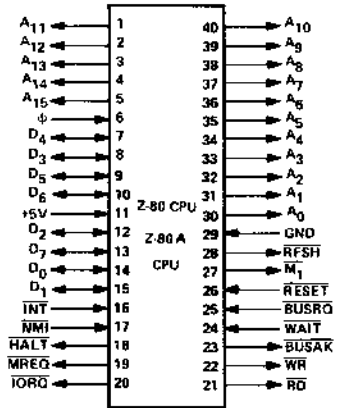 A11 1 40 A10
A12 2 39 A9
A13 3 38 A8
A14 4 37 A7
A15 5 36 A6
Φ 6 35 A5
D4 7 34 A4
D3 8 33 A3
D5 9 32 A2
D6 10 31 A1
+5V 11 Z-80 CPU 30 A0
D2 12 Z-80 A 29 GND
D7 13 CPU 28 RFSH
D0 14 27 M1
D1 15 26 RESET
INT 16 25 BUSRQ
NMI 17 24 WAIT
HALT 18 23 BUSAK
MREQ 19 22 WR
IORQ 20 21 RD